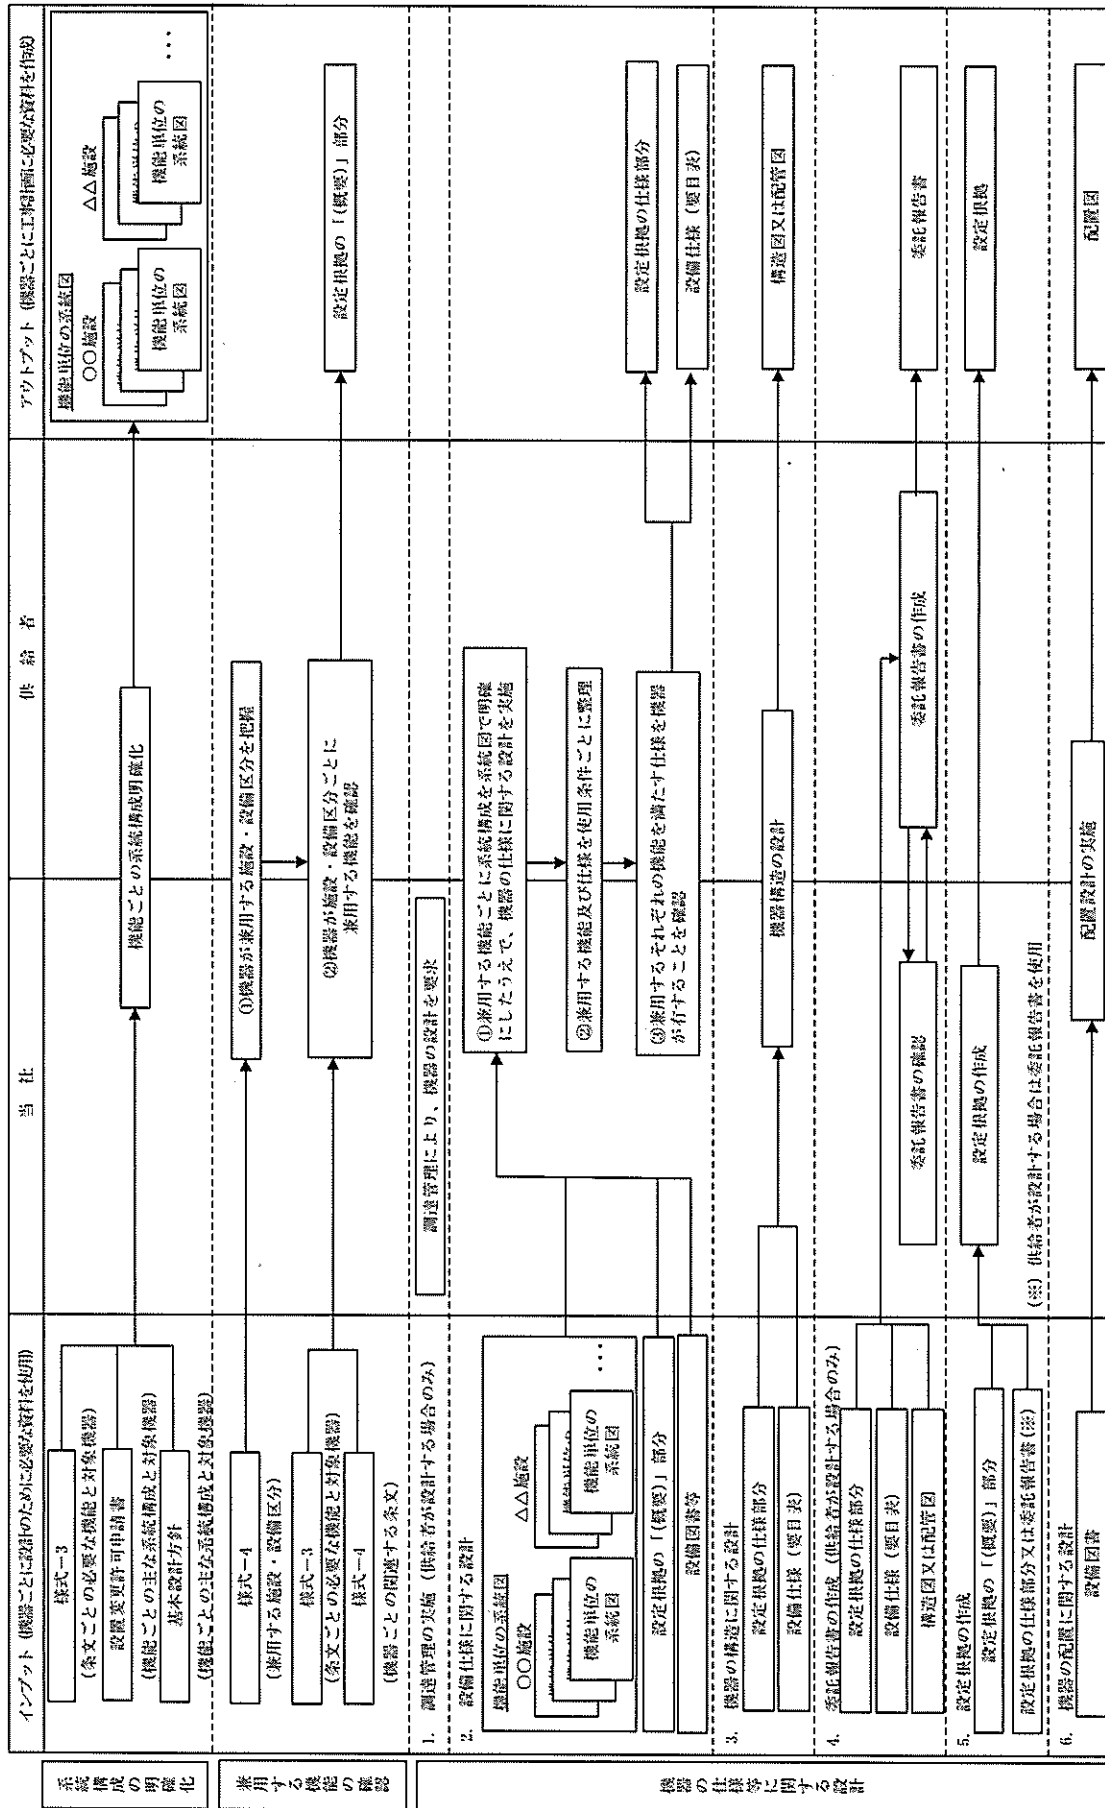 インプット (機器ごとに設計のために必要な資料を使用)
当 社
供 給 者
アウトプット (機器ごとに工事計画に必要な資料を作成)
系統構成の明確化
様式−3
(条文ごとの必要な機能と対象機器)
設置変更許可申請書
(機能ごとの主な系統構成と対象機器)
基本設計方針
(機能ごとの主な系統構成と対象機器)
機能ごとの系統構成明確化
機能単位の系統図
○○施設
機能単位の
系統図
△△施設
機能単位の
系統図
・・・
兼用する機能の確認
様式−4
(兼用する施設・設備区分)
様式−3
(条文ごとの必要な機能と対象機器)
様式−4
(機器ごとの関連する条文)
①機器が兼用する施設・設備区分を把握
②機器が施設・設備区分ごとに
兼用する機能を確認
設定根拠の「(概要)」部分
機器の仕様等に関する設計
1. 調達管理の実施 (供給者が設計する場合のみ)
調達管理により、機器の設計を要求
2. 設備仕様に関する設計
機能単位の系統図
○○施設
機能単位の
系統図
△△施設
機能単位の
系統図
・・・
設定根拠の「(概要)」部分
設備図書等
①兼用する機能ごとに系統構成を系統図で明確
にしたうえで、機器の仕様に関する設計を実施
②兼用する機能及び仕様を使用条件ごとに整理
③兼用するそれぞれの機能を満たす仕様を機器
が有することを確認
設定根拠の仕様部分
設備仕様 (要目表)
3. 機器の構造に関する設計
設定根拠の仕様部分
設備仕様 (要目表)
機器構造の設計
構造図又は配管図
4. 委託報告書の作成 (供給者が設計する場合のみ)
設定根拠の仕様部分
設備仕様 (要目表)
構造図又は配管図
委託報告書の確認
委託報告書の作成
委託報告書
5. 設定根拠の作成
設定根拠の「(概要)」部分
設定根拠の仕様部分又は委託報告書(※)
設定根拠の作成
(※) 供給者が設計する場合は委託報告書を使用
設定根拠
6. 機器の配置に関する設計
設備図書
配置設計の実施
配置図